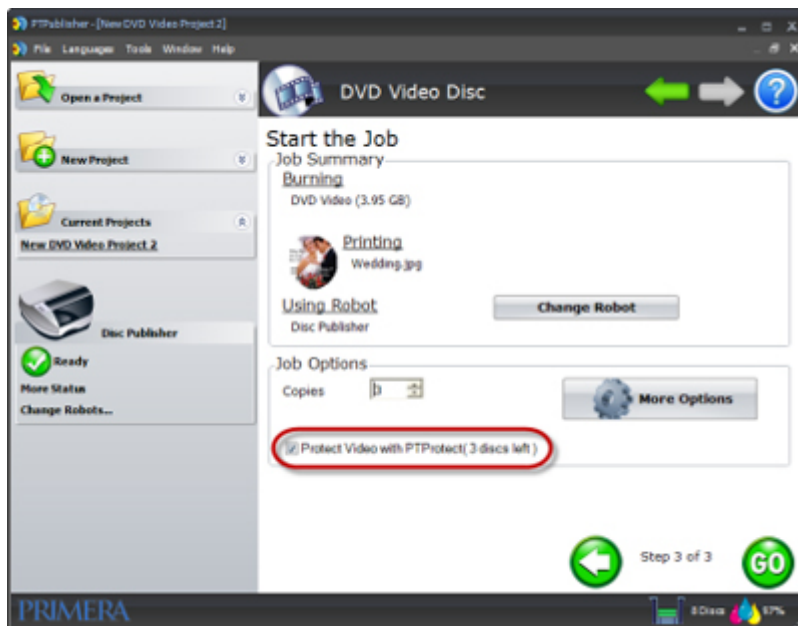 PTPublisher - [New DVD Video Project 2]
File Languages Tools Window Help
Open a Project
New Project
Current Projects
New DVD Video Project 2
Disc Publisher
Ready
More Status
Change Robots...
DVD Video Disc
?
Start the Job
Job Summary
Burning
DVD Video (3.95 GB)
Printing
Wedding.jpg
Using Robot
Disc Publisher
Change Robot
Job Options
Copies
More Options
Protect Video with PTProtect( 3 discs left )
Step 3 of 3
GO
PRIMERA
8 Discs
97%